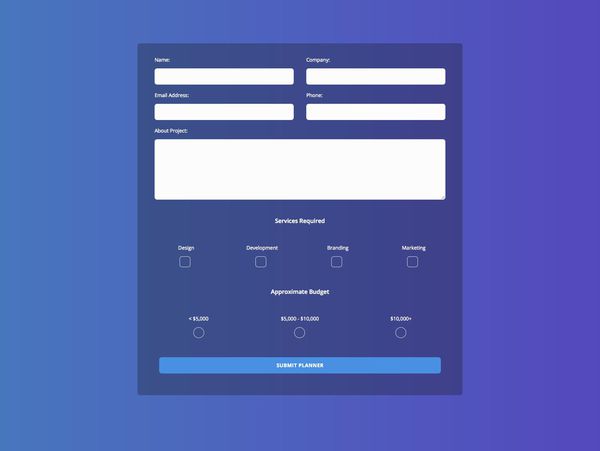 Name: Company:
Email Address: Phone:
About Project:
Services Required
Design Development Branding Marketing
Approximate Budget
< $5,000 $5,000 - $10,000 $10,000+
SUBMIT PLANNER